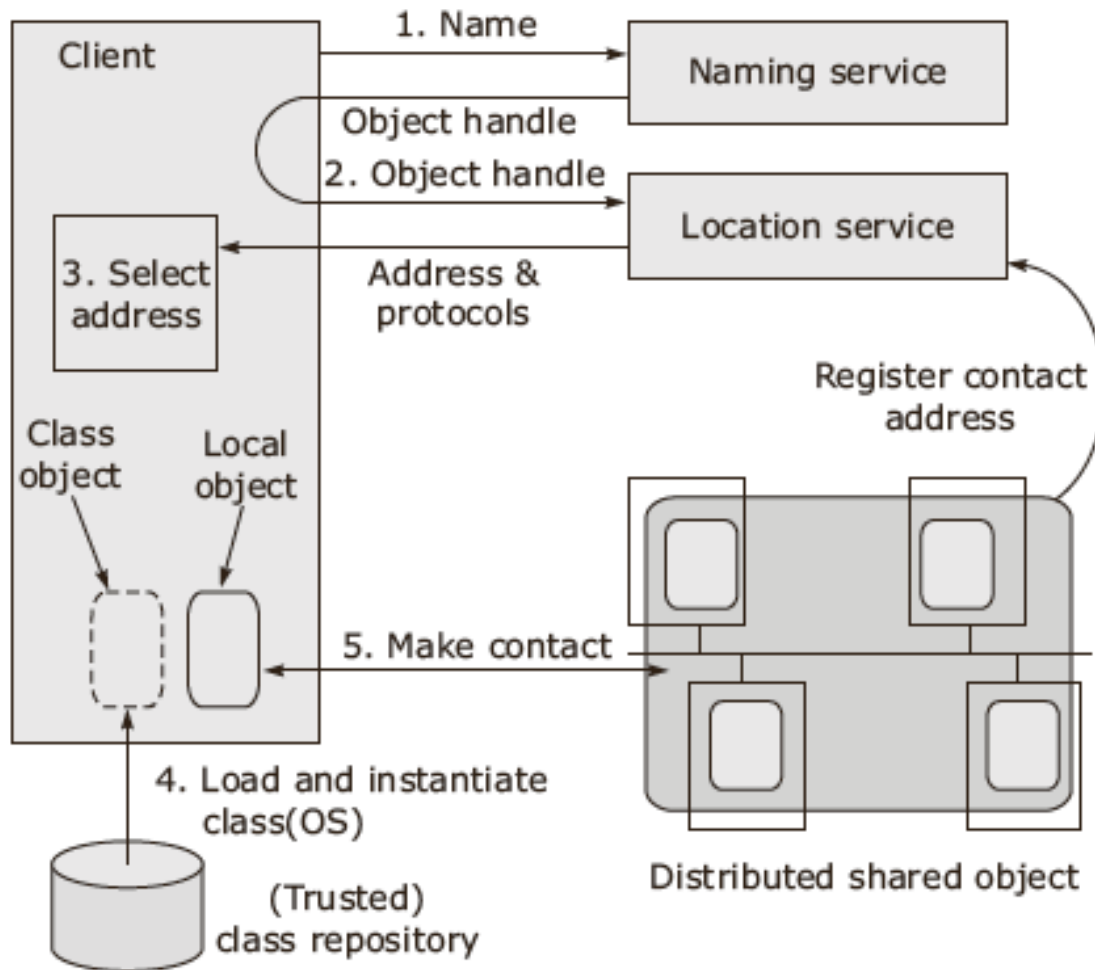 1. Name
Client
Naming service
Object handle
2. Object handle
Location service
3. Select
address
Address &
protocols
Register contact
address
Class
object
Local
object
5. Make contact
4. Load and instantiate
class(OS)
(Trusted)
class repository
Distributed shared object